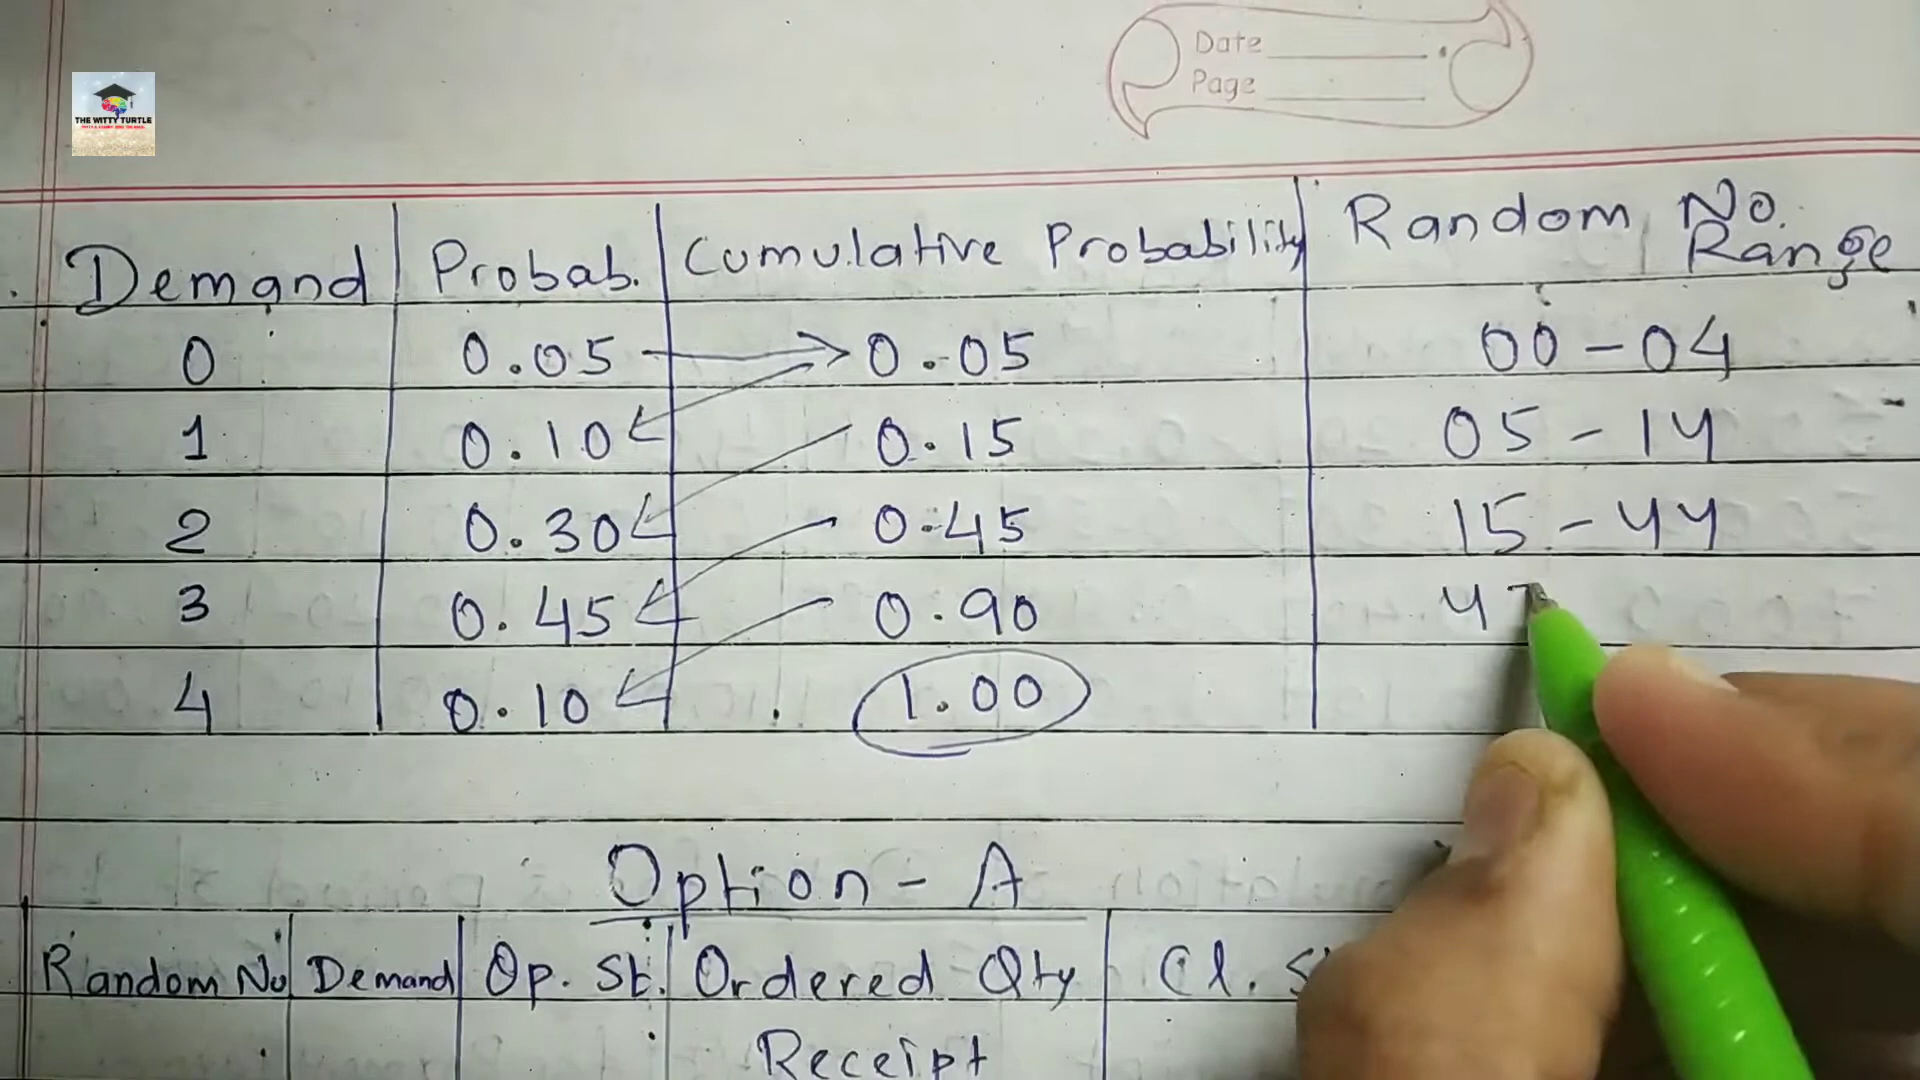 Date
Page
THE WITTY TURTLE
Demand Probab. Cumulative Probability Random No. Range
0 0.05 0.05 00-04
1 0.10 0.15 05-14
2 0.30 0.45 15-44
3 0.45 0.90 4
4 0.10 1.00
Option - A
Random No Demand Op. St. Ordered Qty Cl. S
Receipt